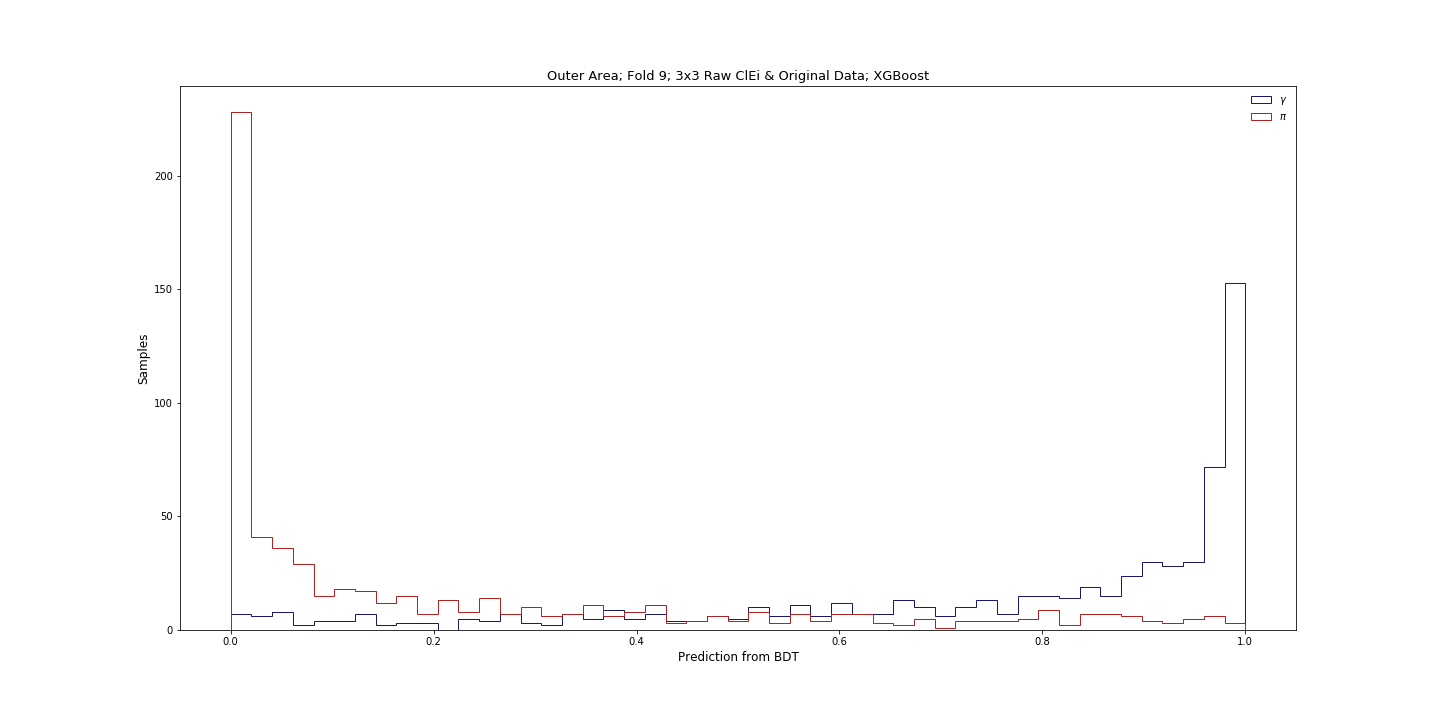 Outer Area; Fold 9; 3x3 Raw ClEi & Original Data; XGBoost
γ
π
200
150
100
50
0
Samples
0.0 0.2 0.4 0.6 0.8 1.0
Prediction from BDT